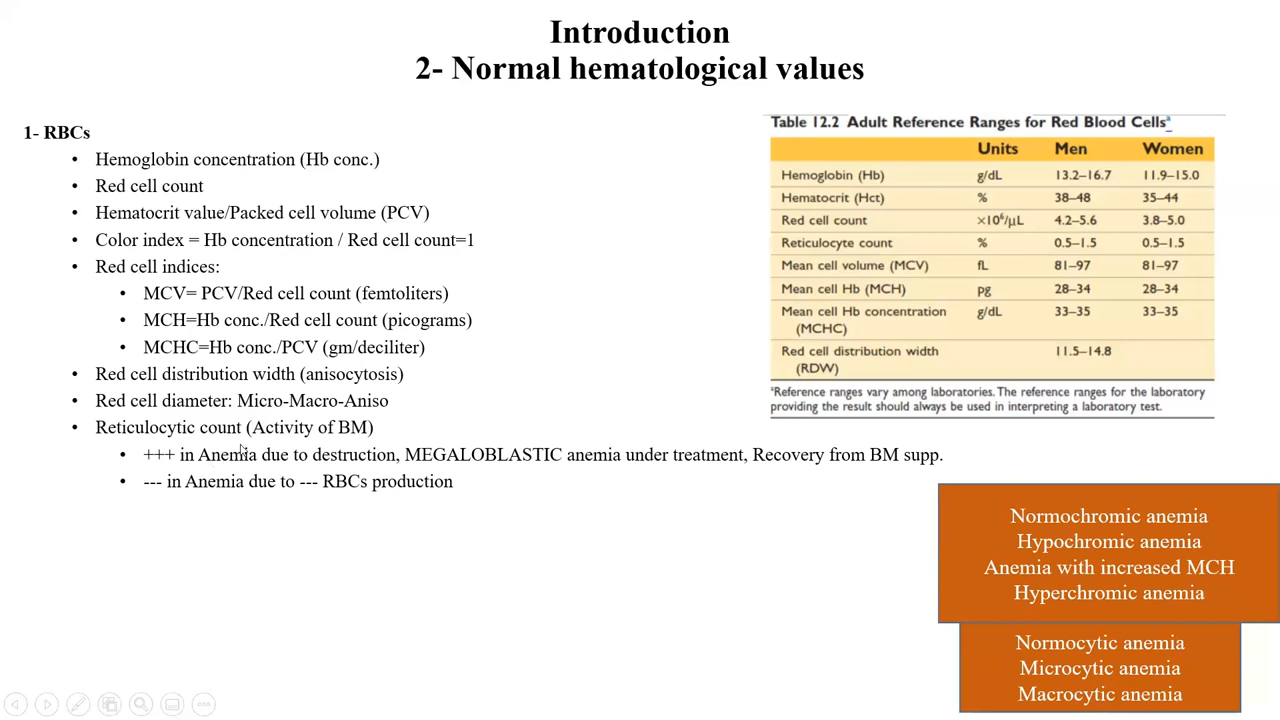 Introduction
2- Normal hematological values
1- RBCs
• Hemoglobin concentration (Hb conc.)
• Red cell count
• Hematocrit value/Packed cell volume (PCV)
• Color index = Hb concentration / Red cell count=1
• Red cell indices:
• MCV= PCV/Red cell count (femtoliters)
• MCH=Hb conc./Red cell count (picograms)
• MCHC=Hb conc./PCV (gm/deciliter)
• Red cell distribution width (anisocytosis)
• Red cell diameter: Micro-Macro-Aniso
• Reticulocytic count (Activity of BM)
• +++ in Anemia due to destruction, MEGALOBLASTIC anemia under treatment, Recovery from BM supp.
• --- in Anemia due to --- RBCs production
Table 12.2 Adult Reference Ranges for Red Blood Cellsᵃ
Units Men Women
Hemoglobin (Hb) g/dL 13.2–16.7 11.9–15.0
Hematocrit (Hct) % 38–48 35–44
Red cell count ×10⁶/μL 4.2–5.6 3.8–5.0
Reticulocyte count % 0.5–1.5 0.5–1.5
Mean cell volume (MCV) fL 81–97 81–97
Mean cell Hb (MCH) pg 28–34 28–34
Mean cell Hb concentration g/dL 33–35 33–35
(MCHC)
Red cell distribution width 11.5–14.8
(RDW)
ᵃReference ranges vary among laboratories. The reference ranges for the laboratory
providing the result should always be used in interpreting a laboratory test.
Normochromic anemia
Hypochromic anemia
Anemia with increased MCH
Hyperchromic anemia
Normocytic anemia
Microcytic anemia
Macrocytic anemia